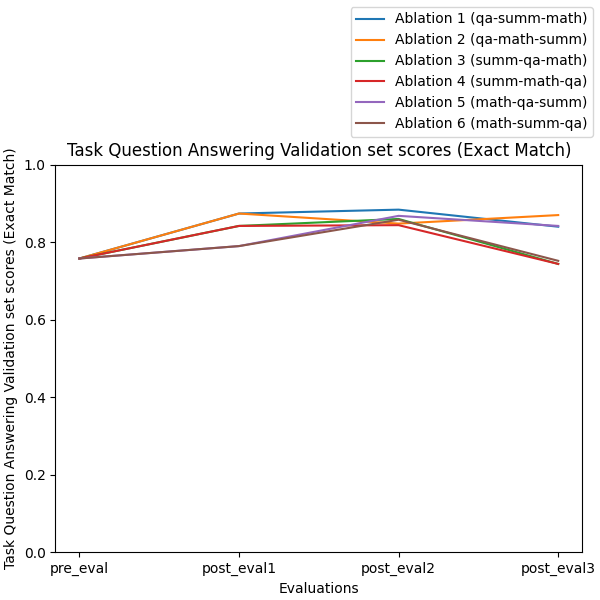 Ablation 1 (qa-summ-math)
Ablation 2 (qa-math-summ)
Ablation 3 (summ-qa-math)
Ablation 4 (summ-math-qa)
Ablation 5 (math-qa-summ)
Ablation 6 (math-summ-qa)
Task Question Answering Validation set scores (Exact Match)
Task Question Answering Validation set scores (Exact Match)
1.0
0.8
0.6
0.4
0.2
0.0
pre_eval
post_eval1
post_eval2
post_eval3
Evaluations